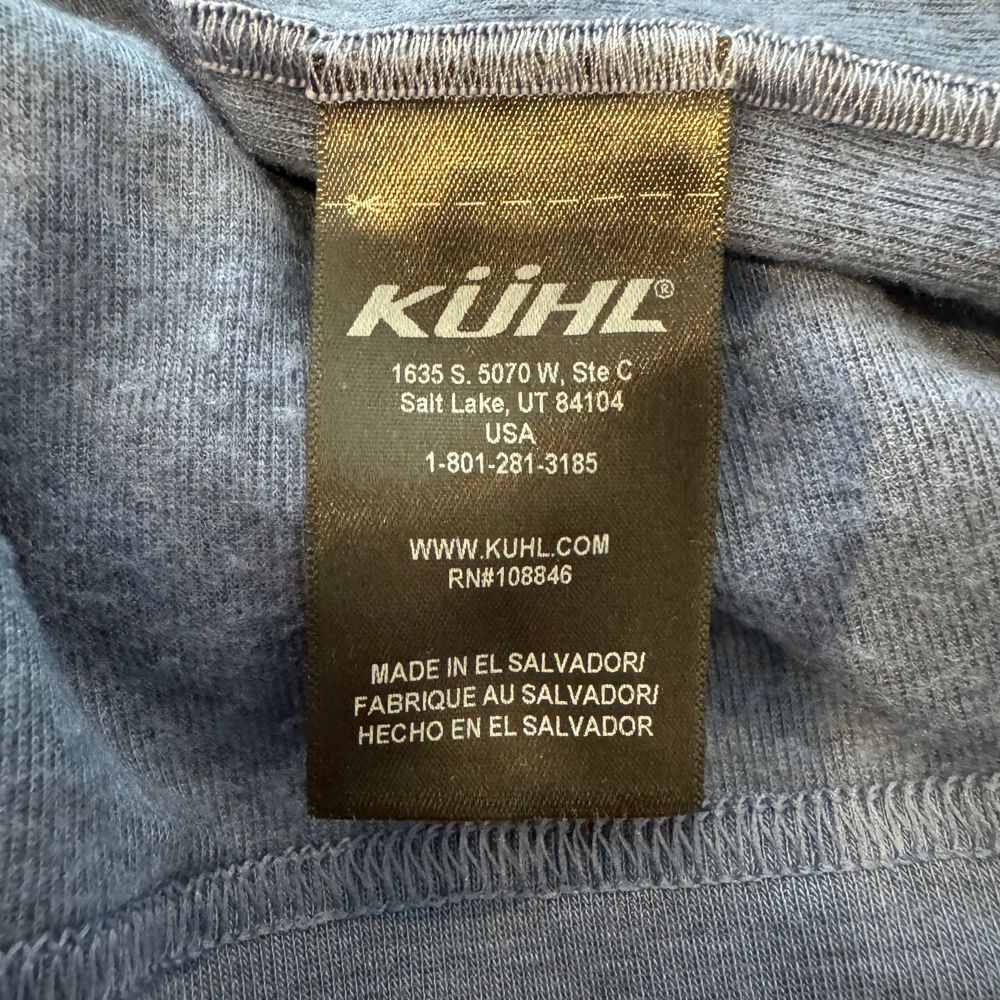 KÜHL®
1635 S. 5070 W, Ste C
Salt Lake, UT 84104
USA
1-801-281-3185
WWW.KUHL.COM
RN#108846
MADE IN EL SALVADOR/
FABRIQUE AU SALVADOR/
HECHO EN EL SALVADOR